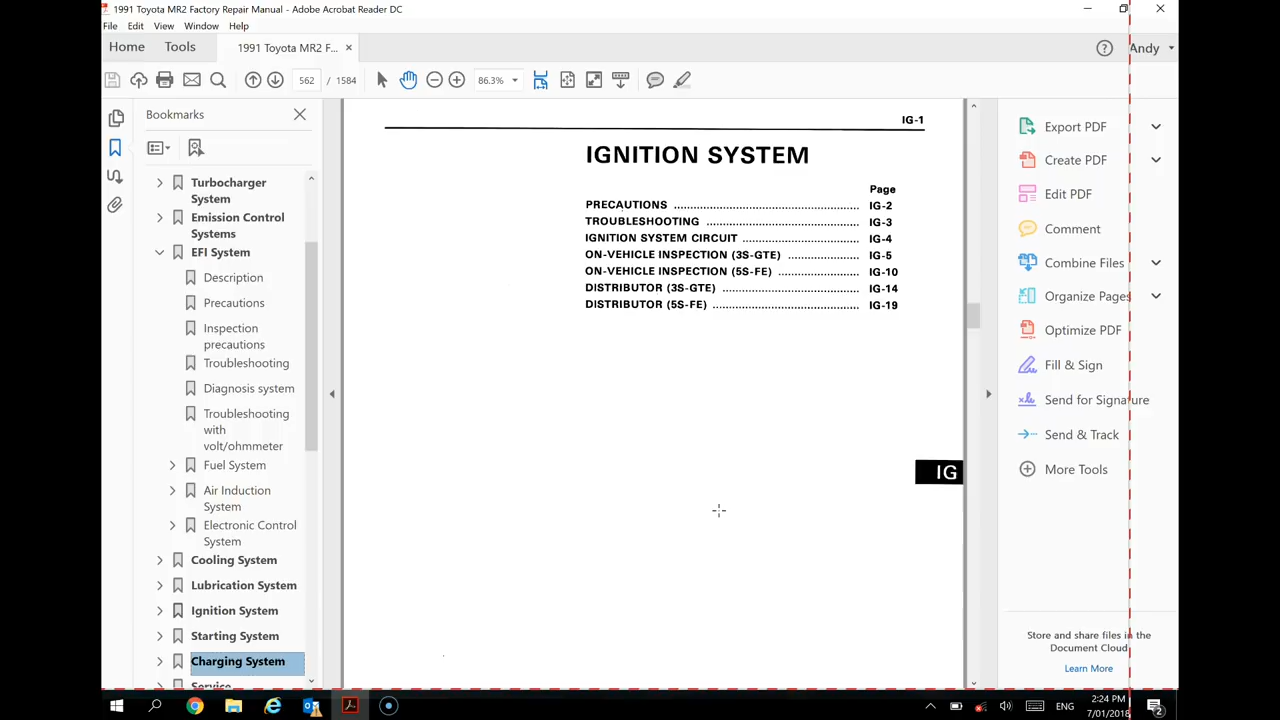 1991 Toyota MR2 Factory Repair Manual - Adobe Acrobat Reader DC
File Edit View Window Help
Home Tools 1991 Toyota MR2 F... × Andy
562 / 1584 86.3%
Bookmarks
Turbocharger
System
Emission Control
Systems
EFI System
Description
Precautions
Inspection
precautions
Troubleshooting
Diagnosis system
Troubleshooting
with
volt/ohmmeter
Fuel System
Air Induction
System
Electronic Control
System
Cooling System
Lubrication System
Ignition System
Starting System
Charging System
Service
IG-1
IGNITION SYSTEM
Page
PRECAUTIONS ........................................ IG-2
TROUBLESHOOTING ........................................ IG-3
IGNITION SYSTEM CIRCUIT .............................. IG-4
ON-VEHICLE INSPECTION (3S-GTE) .................. IG-5
ON-VEHICLE INSPECTION (5S-FE) .................... IG-10
DISTRIBUTOR (3S-GTE) .................................. IG-14
DISTRIBUTOR (5S-FE) .................................... IG-19
IG
Export PDF
Create PDF
Edit PDF
Comment
Combine Files
Organize Pages
Optimize PDF
Fill & Sign
Send for Signature
Send & Track
More Tools
Store and share files in the
Document Cloud
Learn More
ENG
2:24 PM
7/01/2018
2